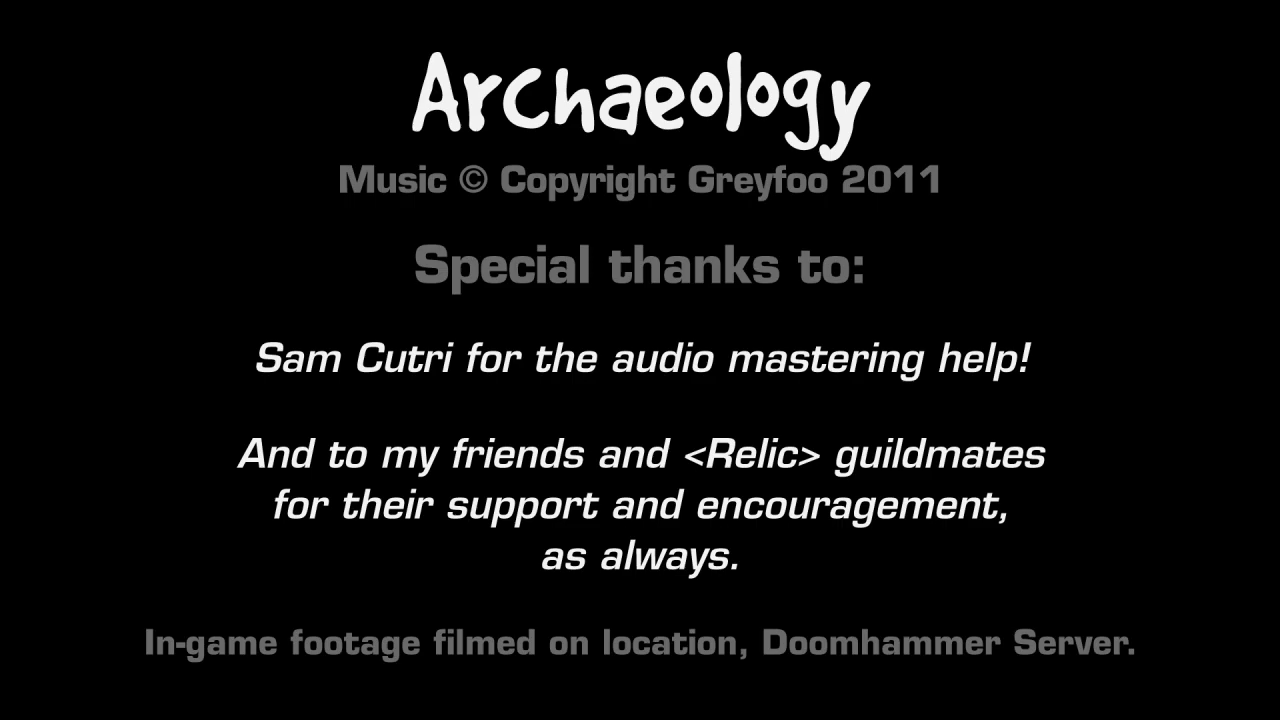 Archaeology
Music © Copyright Greyfoo 2011
Special thanks to:
Sam Cutri for the audio mastering help!
And to my friends and <Relic> guildmates
for their support and encouragement,
as always.
In-game footage filmed on location, Doomhammer Server.